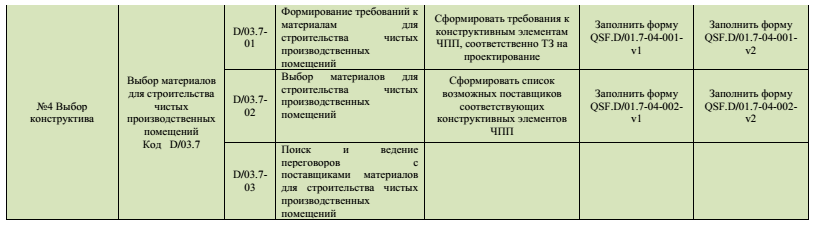 №4 Выбор
конструктива
Выбор материалов
для строительства
чистых
производственных
помещений
Код D/03.7
D/03.7-
01
Формирование требований к
материалам для
строительства чистых
производственных
помещений
Сформировать требования к
конструктивным элементам
ЧПП, соответственно ТЗ на
проектирование
Заполнить форму
QSF.D/01.7-04-001-
v1
Заполнить форму
QSF.D/01.7-04-001-
v2
D/03.7-
02
Выбор материалов для
строительства чистых
производственных
помещений
Сформировать список
возможных поставщиков
соответствующих
конструктивных элементов
ЧПП
Заполнить форму
QSF.D/01.7-04-002-
v1
Заполнить форму
QSF.D/01.7-04-002-
v2
D/03.7-
03
Поиск и ведение
переговоров с
поставщиками материалов
для строительства чистых
производственных
помещений